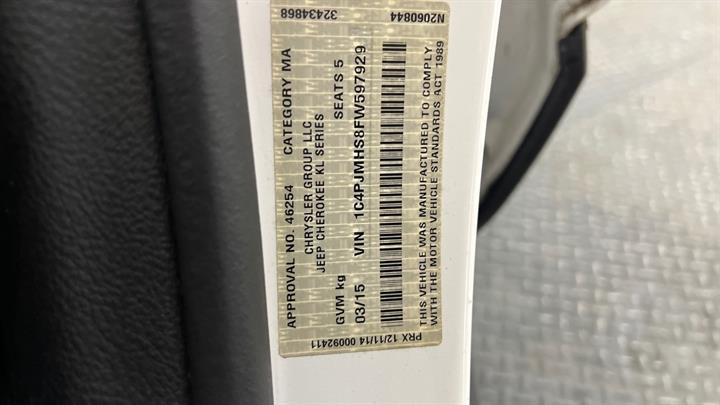 APPROVAL NO. 46254 CATEGORY MA
CHRYSLER GROUP LLC
JEEP CHEROKEE KL SERIES
GVM kg SEATS 5
03/15 VIN 1C4PJMHS8FW597929
THIS VEHICLE WAS MANUFACTURED TO COMPLY
WITH THE MOTOR VEHICLE STANDARDS ACT 1989
PRX 12/11/14 00092411
32434868
N2060844